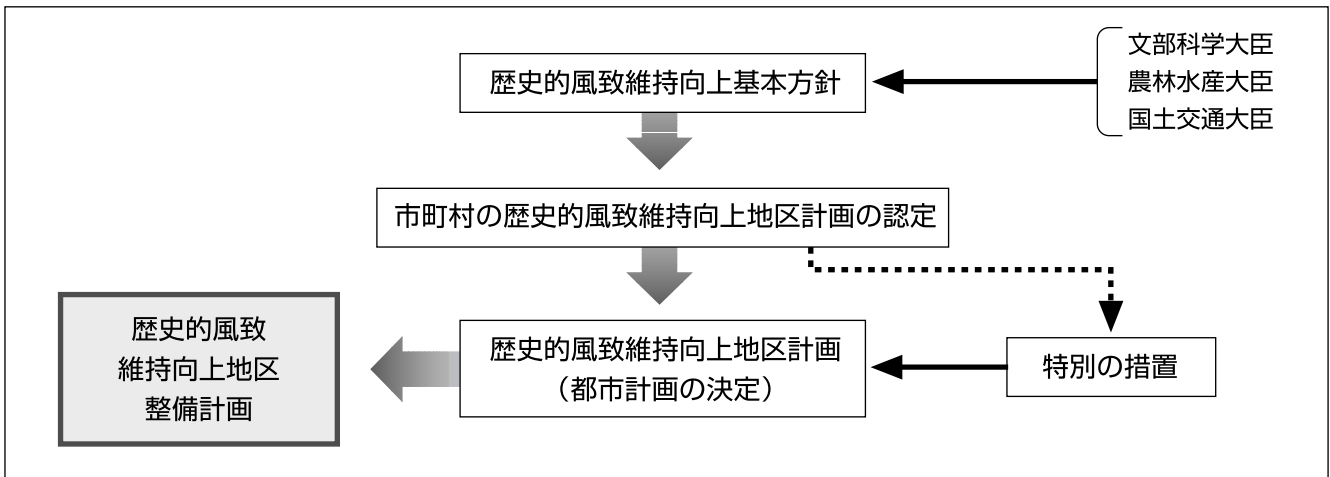 文部科学大臣
歴史的風致維持向上基本方針
農林水産大臣
国土交通大臣
市町村の歴史的風致維持向上地区計画の認定
歴史的風致
維持向上地区
整備計画
歴史的風致維持向上地区計画
（都市計画の決定）
特別の措置